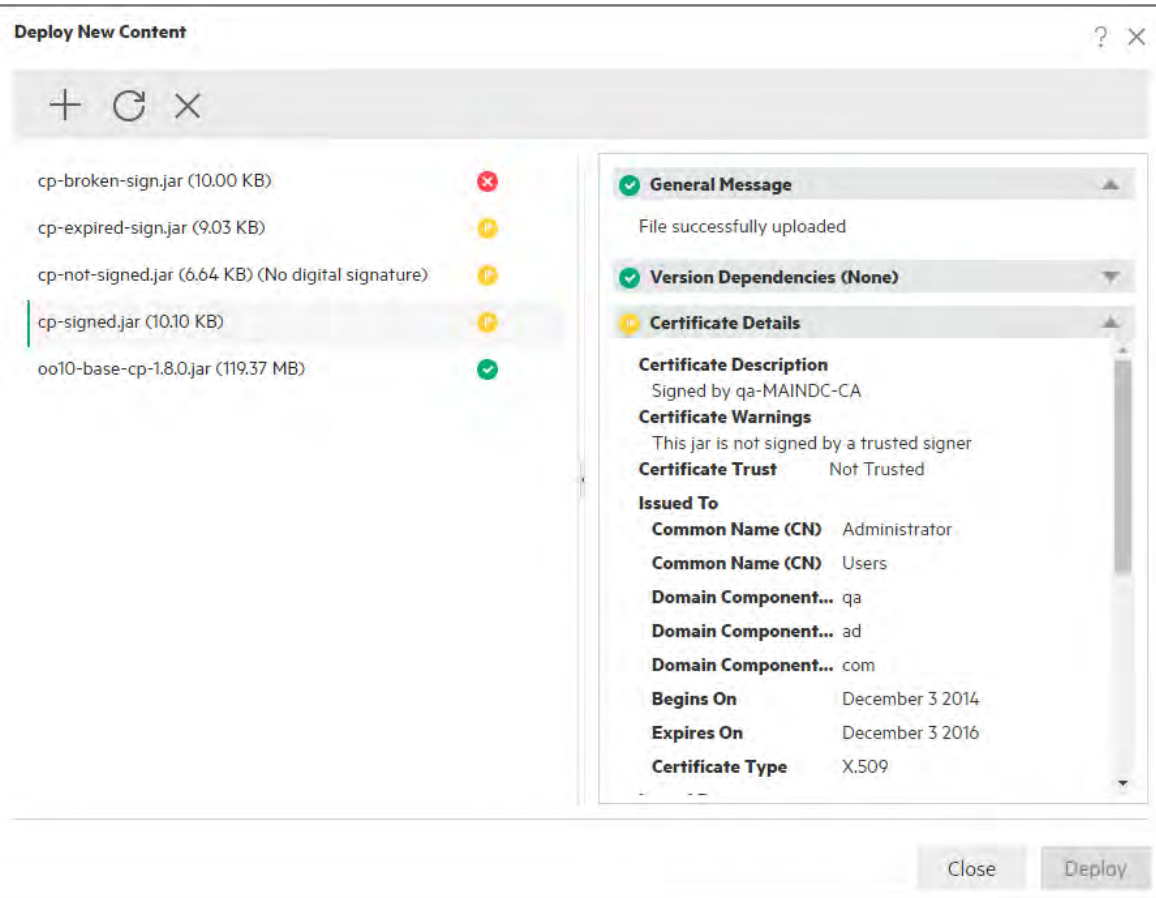 Deploy New Content
?
cp-broken-sign.jar (10.00 KB)
cp-expired-sign.jar (9.03 KB)
cp-not-signed.jar (6.64 KB) (No digital signature)
cp-signed.jar (10.10 KB)
oo10-base-cp-1.8.0.jar (119.37 MB)
General Message
File successfully uploaded
Version Dependencies (None)
Certificate Details
Certificate Description
Signed by qa-MAINDC-CA
Certificate Warnings
This jar is not signed by a trusted signer
Certificate Trust Not Trusted
Issued To
Common Name (CN) Administrator
Common Name (CN) Users
Domain Component... qa
Domain Component... ad
Domain Component... com
Begins On December 3 2014
Expires On December 3 2016
Certificate Type X.509
Close Deploy